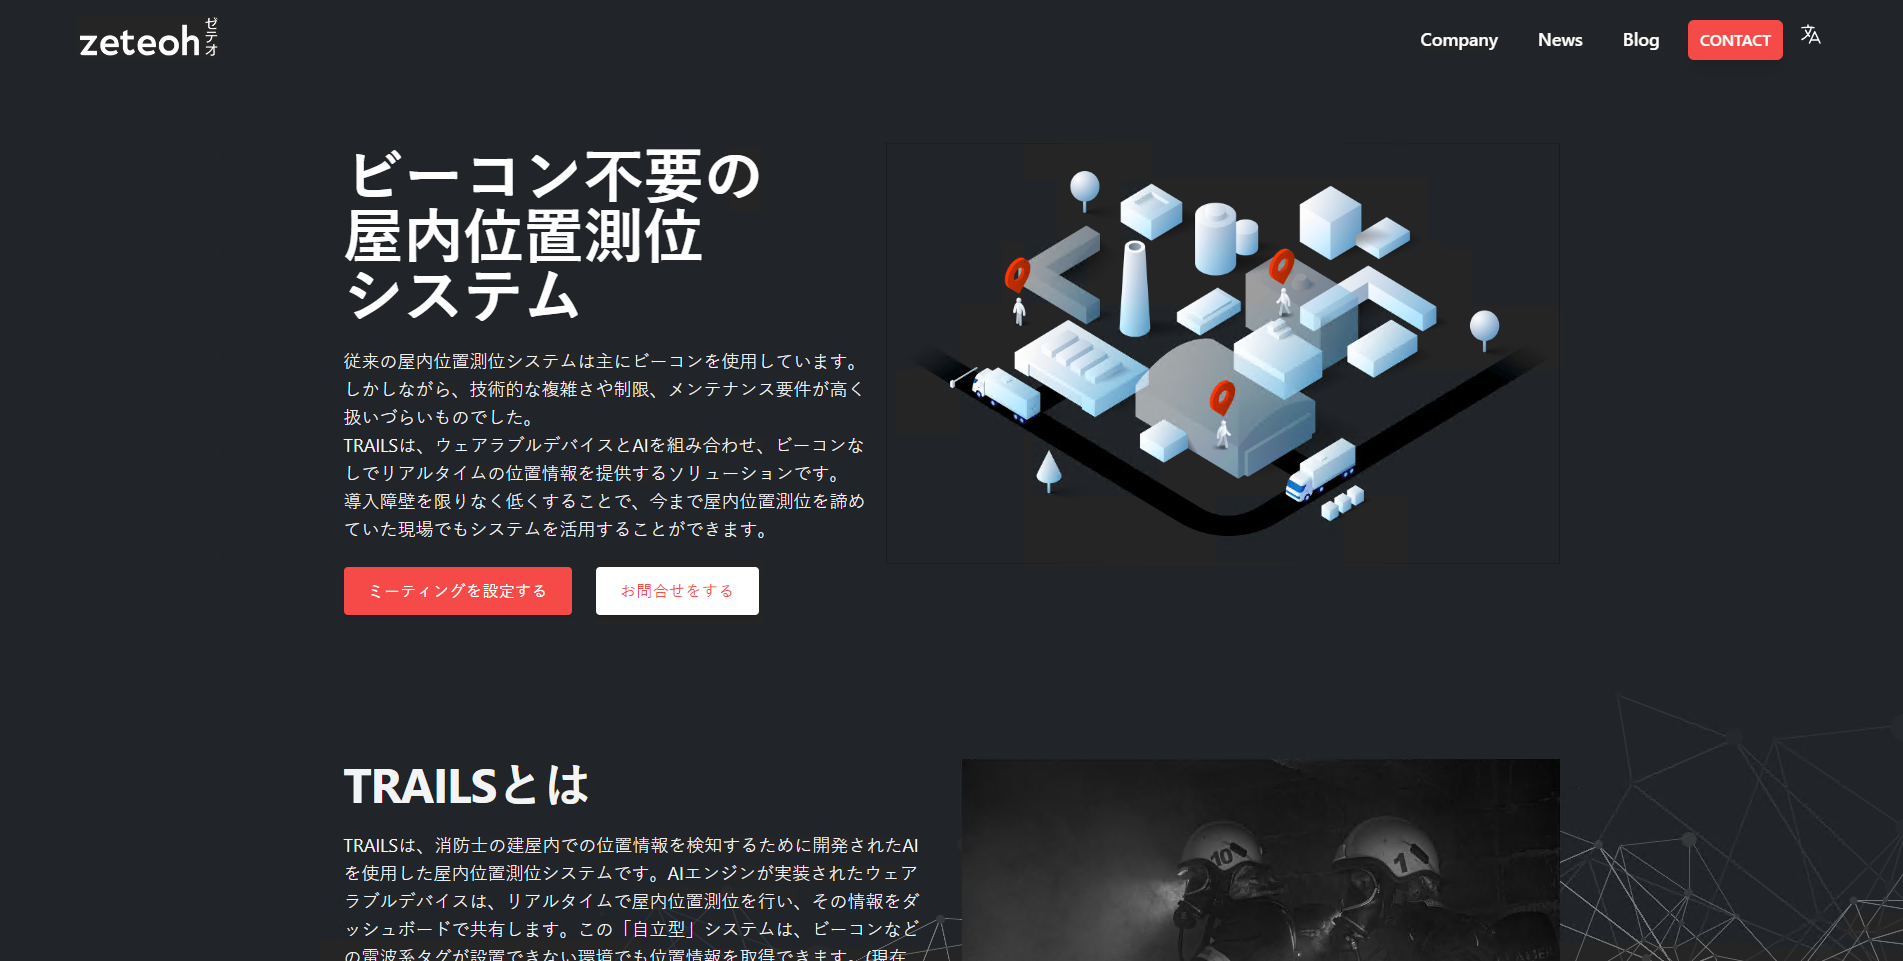 zeteoh ゼテオ
Company News Blog CONTACT
ビーコン不要の
屋内位置測位
システム
従来の屋内位置測位システムは主にビーコンを使用しています。
しかしながら、技術的な複雑さや制限、メンテナンス要件が高く
扱いづらいものでした。
TRAILSは、ウェアラブルデバイスとAIを組み合わせ、ビーコンな
しでリアルタイムの位置情報を提供するソリューションです。
導入障壁を限りなく低くすることで、今まで屋内位置測位を諦め
ていた現場でもシステムを活用することができます。
ミーティングを設定する お問合せをする
TRAILSとは
TRAILSは、消防士の建屋内での位置情報を検知するために開発されたAI
を使用した屋内位置測位システムです。AIエンジンが実装されたウェア
ラブルデバイスは、リアルタイムで屋内位置測位を行い、その情報をダ
ッシュボードで共有します。この「自立型」システムは、ビーコンなど
の電波系タグが設置できない環境でも位置情報を取得できます。(現在
10
1